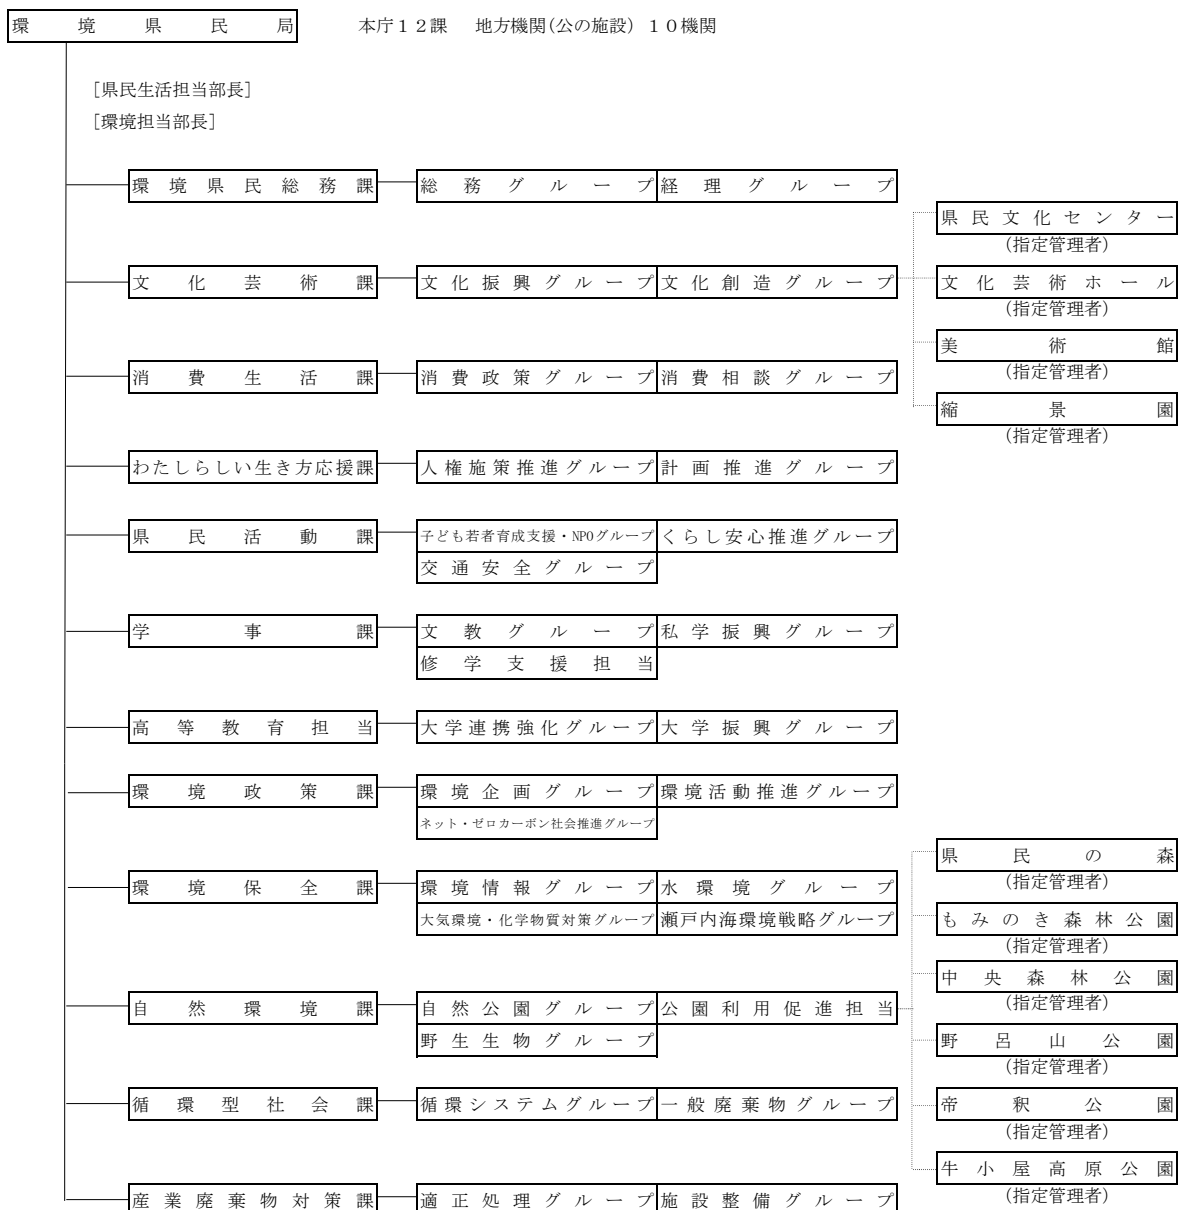 環境県民局 本庁１２課 地方機関(公の施設) １０機関
[県民生活担当部長]
[環境担当部長]
環境県民総務課 総務グループ 経理グループ
県民文化センター
(指定管理者)
文化芸術課 文化振興グループ 文化創造グループ 文化芸術ホール
(指定管理者)
美術館
(指定管理者)
消費生活課 消費政策グループ 消費相談グループ
縮景園
(指定管理者)
わたしらしい生き方応援課 人権施策推進グループ 計画推進グループ
県民活動課 子ども若者育成支援・NPOグループ くらし安心推進グループ
交通安全グループ
学事課 文教グループ 私学振興グループ
修学支援担当
高等教育担当 大学連携強化グループ 大学振興グループ
環境政策課 環境企画グループ 環境活動推進グループ
ネット・ゼロカーボン社会推進グループ
県民の森
(指定管理者)
環境保全課 環境情報グループ 水環境グループ
大気環境・化学物質対策グループ 瀬戸内海環境戦略グループ もみのき森林公園
(指定管理者)
中央森林公園
(指定管理者)
自然環境課 自然公園グループ 公園利用促進担当
野生生物グループ 野呂山公園
(指定管理者)
循環型社会課 循環システムグループ 一般廃棄物グループ 帝釈公園
(指定管理者)
牛小屋高原公園
(指定管理者)
産業廃棄物対策課 適正処理グループ 施設整備グループ